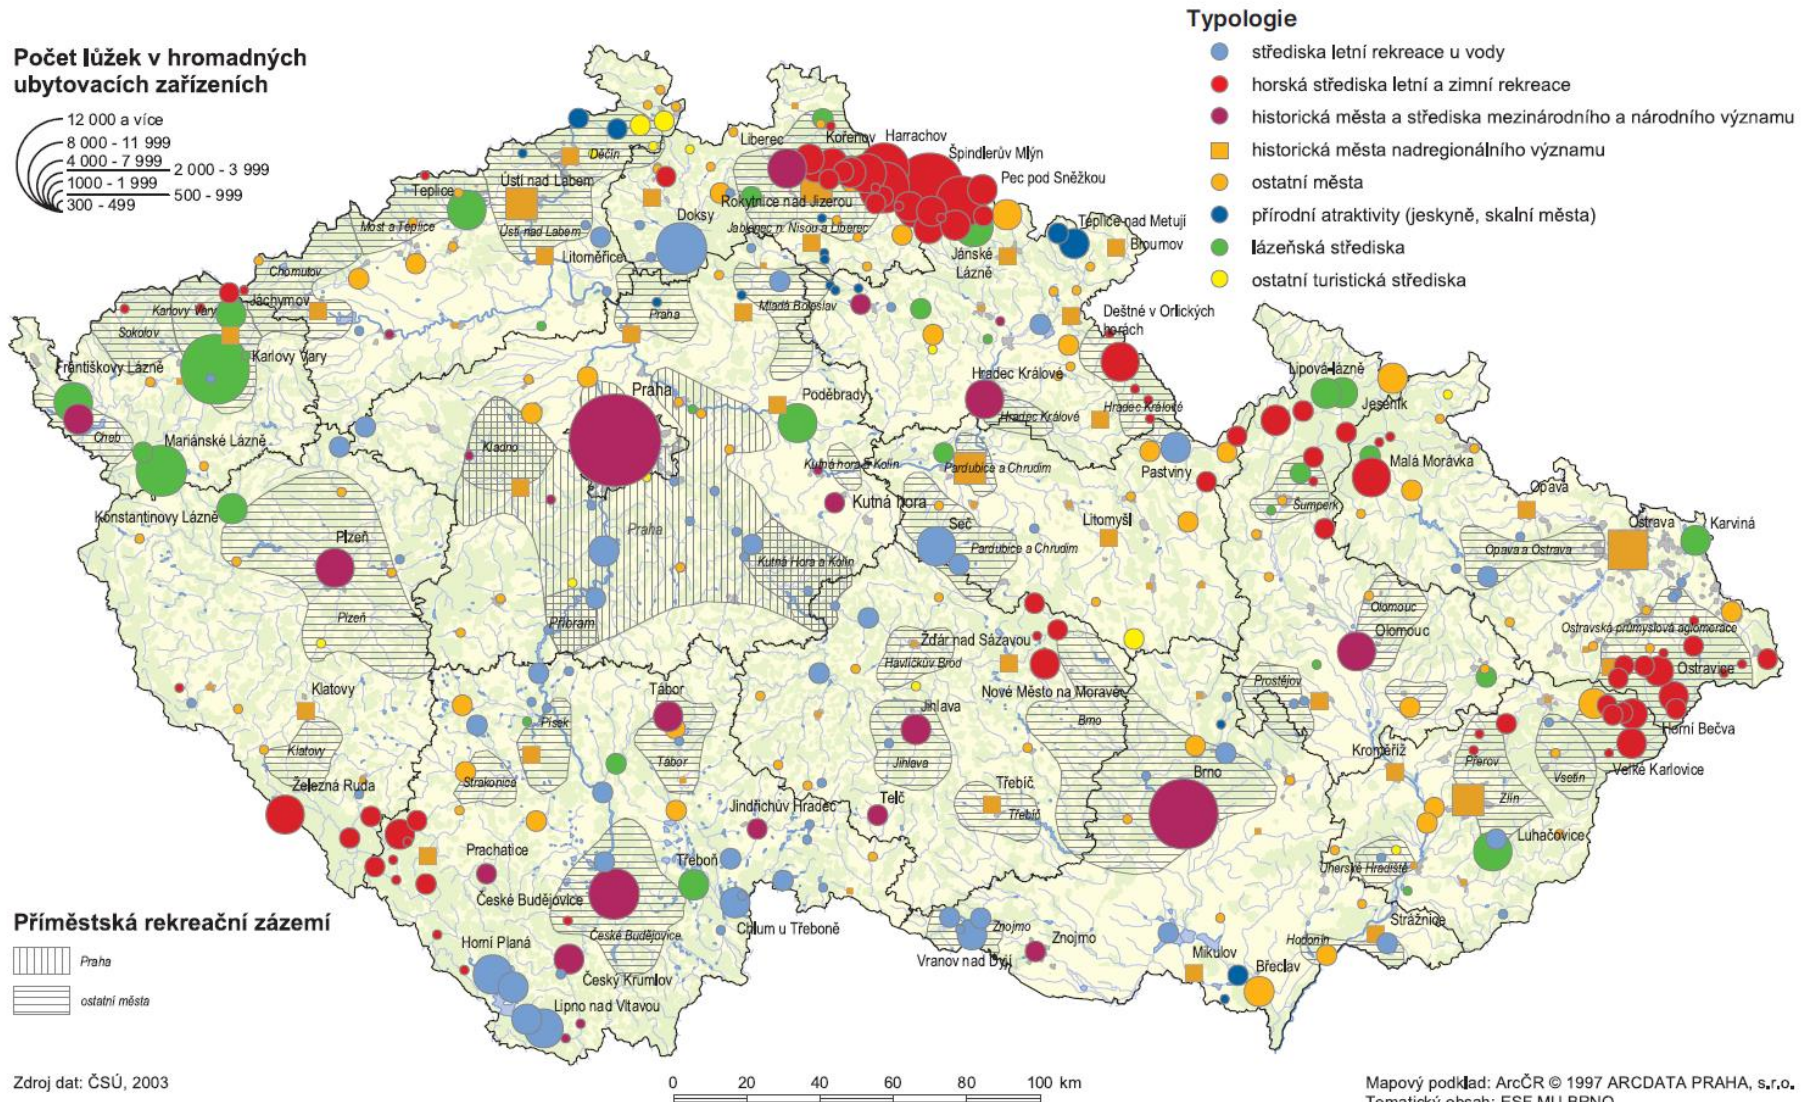 Typologie
střediska letní rekreace u vody
horská střediska letní a zimní rekreace
historická města a střediska mezinárodního a národního významu
historická města nadregionálního významu
ostatní města
přírodní atraktivity (jeskyně, skalní města)
lázeňská střediska
ostatní turistická střediska
Počet lůžek v hromadných
ubytovacích zařízeních
12 000 a více
8 000 - 11 999
4 000 - 7 999
2 000 - 3 999
1000 - 1 999
500 - 999
300 - 499
Liberec
Kořenov
Harrachov
Špindlerův Mlýn
Pec pod Sněžkou
Děčín
Ústí nad Labem
Teplice
Rokytnice nad Jizerou
Doksy
Teplice nad Metují
Most a Teplice
Ústí nad Labem
Jablonec n. Nisou a Liberec
Broumov
Litoměřice
Jánské
Lázně
Chomutov
Jáchymov
Karlovy Vary
Praha
Mladá Boleslav
Deštné v Orlických
horách
Sokolov
Karlovy Vary
Františkovy Lázně
Lipová-lázně
Hradec Králové
Praha
Poděbrady
Jeseník
Hradec Králové
Hradec Králové
Cheb
Mariánské Lázně
Kladno
Kutná hora a Kolín
Pardubice a Chrudim
Pastviny
Malá Morávka
Opava
Konstantinovy Lázně
Kutná hora
Šumperk
Litomyšl
Seč
Ostrava
Karviná
Plzeň
Praha
Pardubice a Chrudim
Opava a Ostrava
Kutná Hora a Kolín
Olomouc
Plzeň
Příbram
Olomouc
Ostravská průmyslová aglomerace
Žďár nad Sázavou
Havlíčkův Brod
Ostravice
Prostějov
Klatovy
Tábor
Nové Město na Moravě
Jihlava
Písek
Brno
Horní Bečva
Klatovy
Kroměříž
Tábor
Jihlava
Přerov
Velké Karlovice
Vsetín
Železná Ruda
Strakonice
Brno
Třebíč
Zlín
Jindřichův Hradec
Telč
Třebíč
Luhačovice
Prachatice
Třeboň
Uherské Hradiště
České Budějovice
Příměstská rekreační zázemí
Chlum u Třeboně
Strážnice
České Budějovice
Znojmo
Hodonín
Horní Planá
Znojmo
Praha
Vranov nad Dyjí
Mikulov
Břeclav
Český Krumlov
ostatní města
Lipno nad Vltavou
Zdroj dat: ČSÚ, 2003
0 20 40 60 80 100 km
Mapový podklad: ArcČR © 1997 ARCDATA PRAHA, s.r.o.
Tematický obsah: ESF MU BRNO